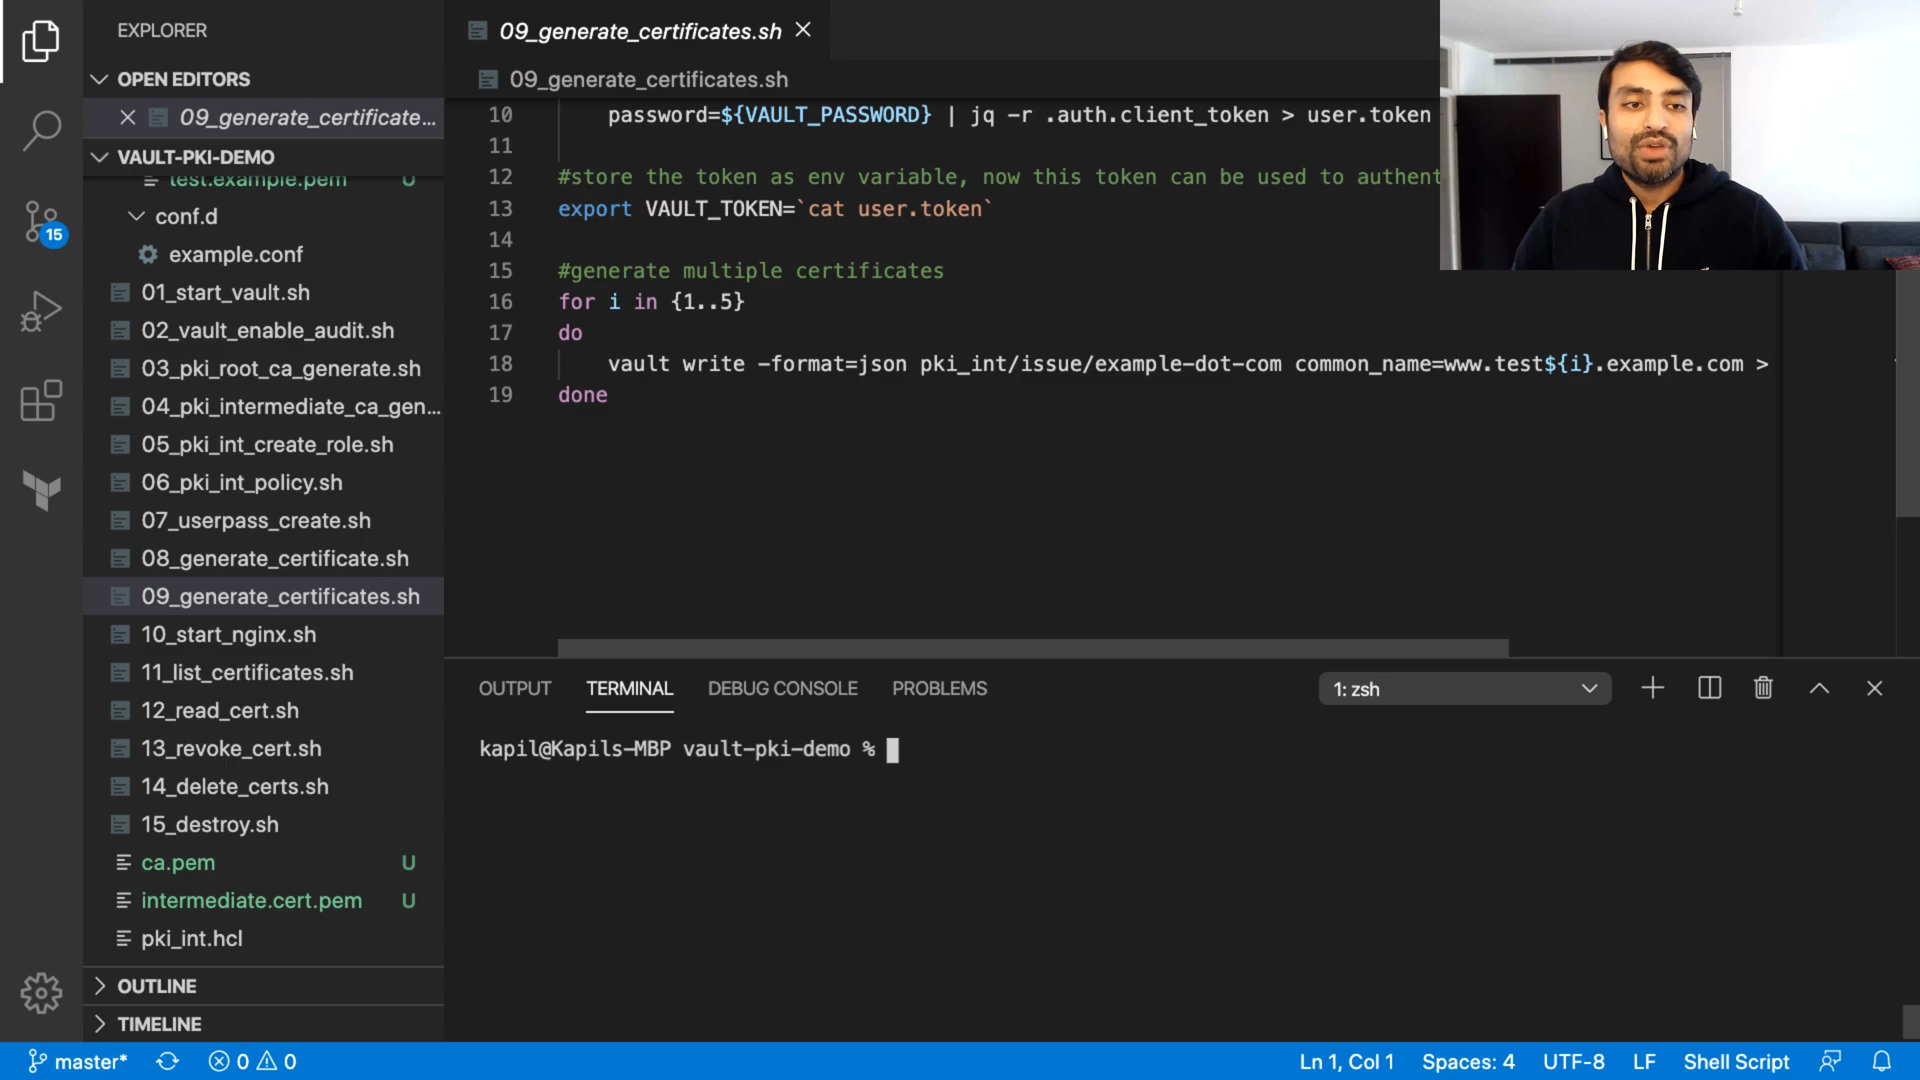 EXPLORER
OPEN EDITORS
09_generate_certificate...
VAULT-PKI-DEMO
test.example.pem U
conf.d
example.conf
01_start_vault.sh
02_vault_enable_audit.sh
03_pki_root_ca_generate.sh
04_pki_intermediate_ca_gen...
05_pki_int_create_role.sh
06_pki_int_policy.sh
07_userpass_create.sh
08_generate_certificate.sh
09_generate_certificates.sh
10_start_nginx.sh
11_list_certificates.sh
12_read_cert.sh
13_revoke_cert.sh
14_delete_certs.sh
15_destroy.sh
ca.pem U
intermediate.cert.pem U
pki_int.hcl
OUTLINE
TIMELINE
15
09_generate_certificates.sh
09_generate_certificates.sh
10 password=${VAULT_PASSWORD} | jq -r .auth.client_token > user.token
11
12 #store the token as env variable, now this token can be used to authent
13 export VAULT_TOKEN=`cat user.token`
14
15 #generate multiple certificates
16 for i in {1..5}
17 do
18 vault write -format=json pki_int/issue/example-dot-com common_name=www.test${i}.example.com >
19 done
OUTPUT TERMINAL DEBUG CONSOLE PROBLEMS 1: zsh
kapil@Kapils-MBP vault-pki-demo %
master* 0 0 Ln 1, Col 1 Spaces: 4 UTF-8 LF Shell Script